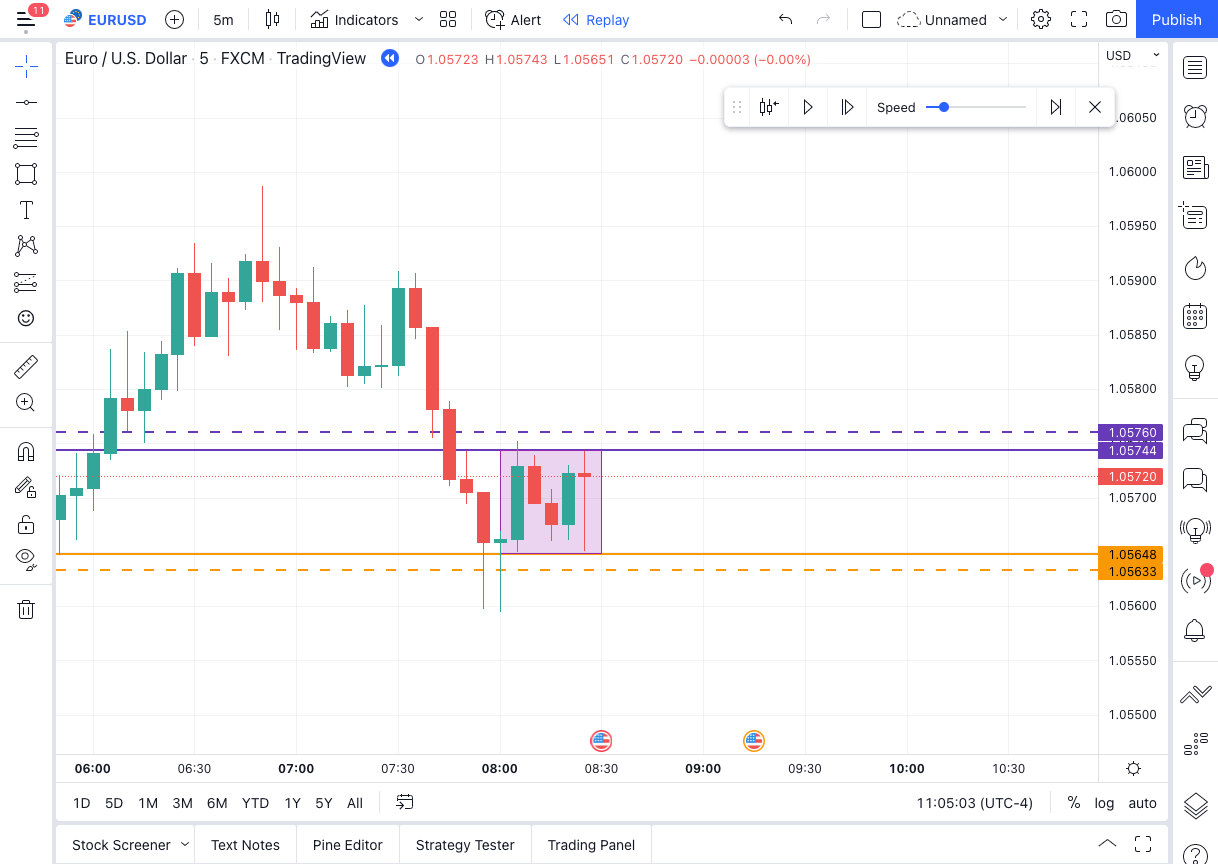 11
EURUSD
5m
Indicators
Alert
Replay
Unnamed
Publish
Euro / U.S. Dollar · 5 · FXCM · TradingView
O1.05723 H1.05743 L1.05651 C1.05720 −0.00003 (−0.00%)
USD
Speed
1.06050
1.06000
1.05950
1.05900
1.05850
1.05800
1.05760
1.05744
1.05720
1.05700
1.05648
1.05633
1.05600
1.05550
1.05500
06:00 06:30 07:00 07:30 08:00 08:30 09:00 09:30 10:00 10:30
1D 5D 1M 3M 6M YTD 1Y 5Y All
11:05:03 (UTC-4)
% log auto
Stock Screener Text Notes Pine Editor Strategy Tester Trading Panel